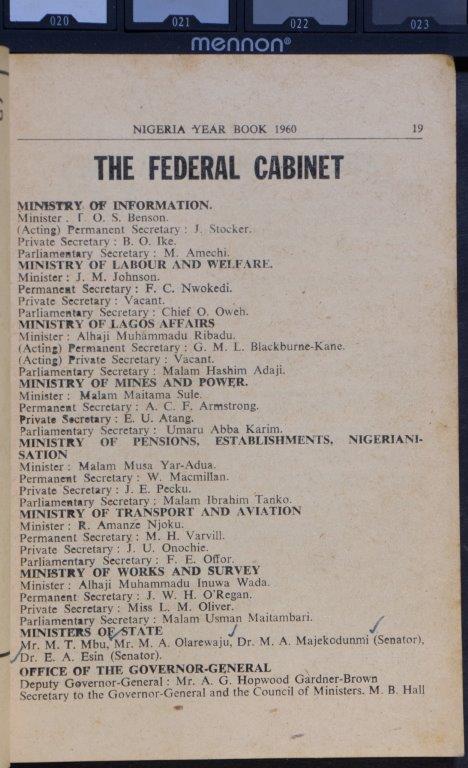 020 021 022 023
mennon®
NIGERIA YEAR BOOK 1960 19
THE FEDERAL CABINET
MINISTRY OF INFORMATION.
Minister : T. O. S. Benson.
(Acting) Permanent Secretary : J. Stocker.
Private Secretary : B. O. Ike.
Parliamentary Secretary : M. Amechi.
MINISTRY OF LABOUR AND WELFARE.
Minister : J. M. Johnson.
Permanent Secretary : F. C. Nwokedi.
Private Secretary : Vacant.
Parliamentary Secretary : Chief O. Oweh.
MINISTRY OF LAGOS AFFAIRS
Minister : Alhaji Muhammadu Ribadu.
(Acting) Permanent Secretary : G. M. L. Blackburne-Kane.
(Acting) Private Secretary : Vacant.
Parliamentary Secretary : Malam Hashim Adaji.
MINISTRY OF MINES AND POWER.
Minister : Malam Maitama Sule.
Permanent Secretary : A. C. F. Armstrong.
Private Secretary : E. U. Atang.
Parliamentary Secretary : Umaru Abba Karim.
MINISTRY OF PENSIONS, ESTABLISHMENTS, NIGERIANI-
SATION
Minister : Malam Musa Yar-Adua.
Permanent Secretary : W. Macmillan.
Private Secretary : J. E. Pecku.
Parliamentary Secretary : Malam Ibrahim Tanko.
MINISTRY OF TRANSPORT AND AVIATION
Minister : R. Amanze Njoku.
Permanent Secretary : M. H. Varvill.
Private Secretary : J. U. Onochie.
Parliamentary Secretary : F. E. Offor.
MINISTRY OF WORKS AND SURVEY
Minister : Alhaji Muhammadu Inuwa Wada.
Permanent Secretary : J. W. H. O'Regan.
Private Secretary : Miss L. M. Oliver.
Parliamentary Secretary : Malam Usman Maitambari.
MINISTERS OF STATE
Mr. M. T. Mbu, Mr. M. A. Olarewaju, Dr. M. A. Majekodunmi (Senator),
Dr. E. A. Esin (Senator).
OFFICE OF THE GOVERNOR-GENERAL
Deputy Governor-General : Mr. A. G. Hopwood Gardner-Brown
Secretary to the Governor-General and the Council of Ministers. M. B. Hall